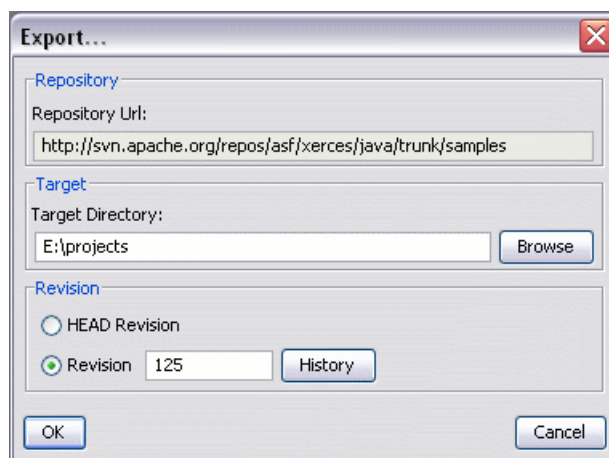 Export...
Repository
Repository Url:
http://svn.apache.org/repos/asf/xerces/java/trunk/samples
Target
Target Directory:
E:\projects
Browse
Revision
HEAD Revision
Revision 125 History
OK Cancel